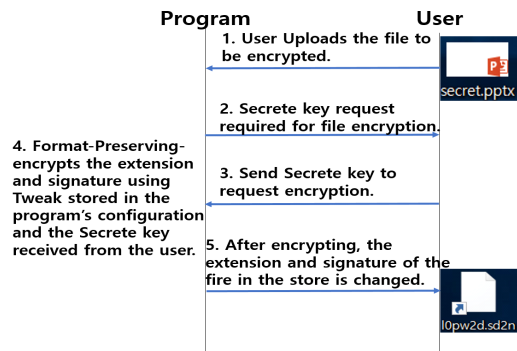 Program
User
1. User Uploads the file to
be encrypted.
secret.pptx
2. Secrete key request
required for file encryption.
4. Format-Preserving-
encrypts the extension
and signature using
Tweak stored in the
program's configuration
and the Secrete key
received from the user.
3. Send Secrete key to
request encryption.
5. After encrypting, the
extension and signature of the
fire in the store is changed.
l0pw2d.sd2n